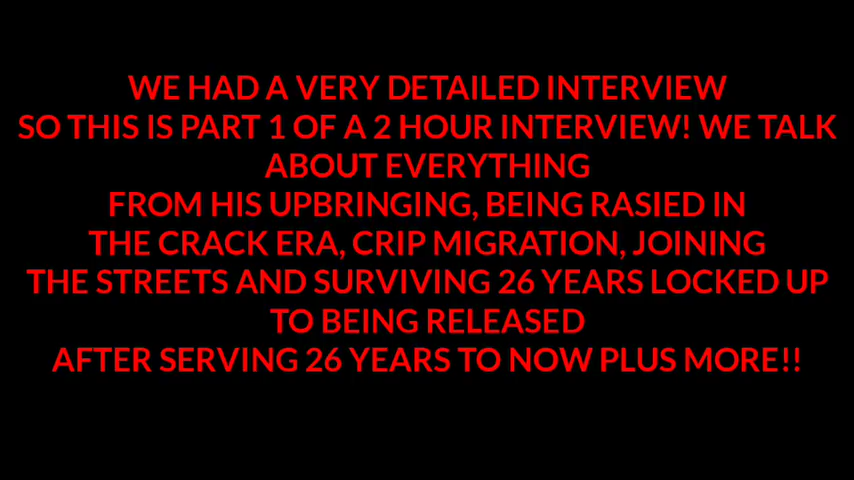 WE HAD A VERY DETAILED INTERVIEW
SO THIS IS PART 1 OF A 2 HOUR INTERVIEW! WE TALK
ABOUT EVERYTHING
FROM HIS UPBRINGING, BEING RASIED IN
THE CRACK ERA, CRIP MIGRATION, JOINING
THE STREETS AND SURVIVING 26 YEARS LOCKED UP
TO BEING RELEASED
AFTER SERVING 26 YEARS TO NOW PLUS MORE!!